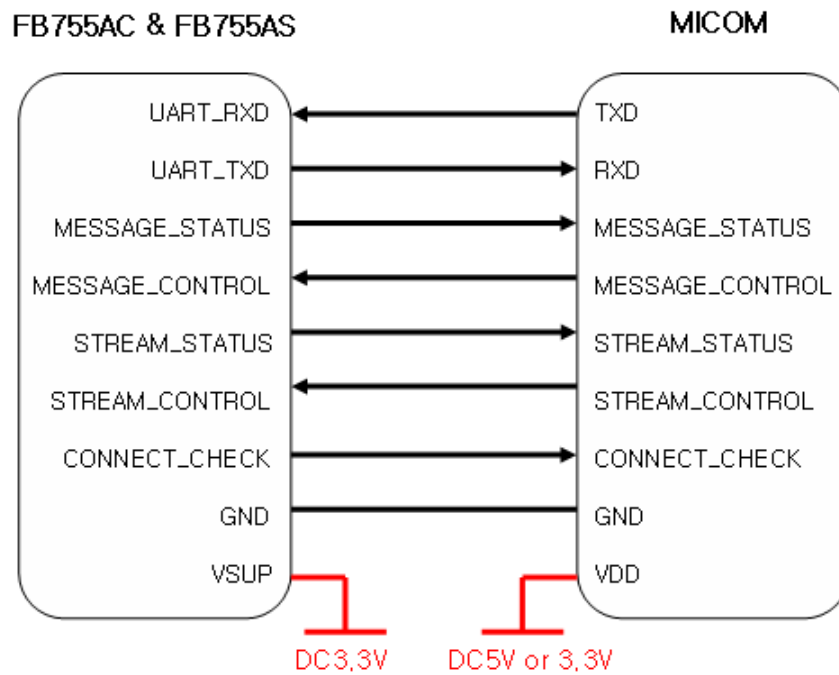 FB755AC & FB755AS
MICOM
UART_RXD
TXD
UART_TXD
RXD
MESSAGE_STATUS
MESSAGE_STATUS
MESSAGE_CONTROL
MESSAGE_CONTROL
STREAM_STATUS
STREAM_STATUS
STREAM_CONTROL
STREAM_CONTROL
CONNECT_CHECK
CONNECT_CHECK
GND
GND
VSUP
VDD
DC3.3V
DC5V or 3.3V